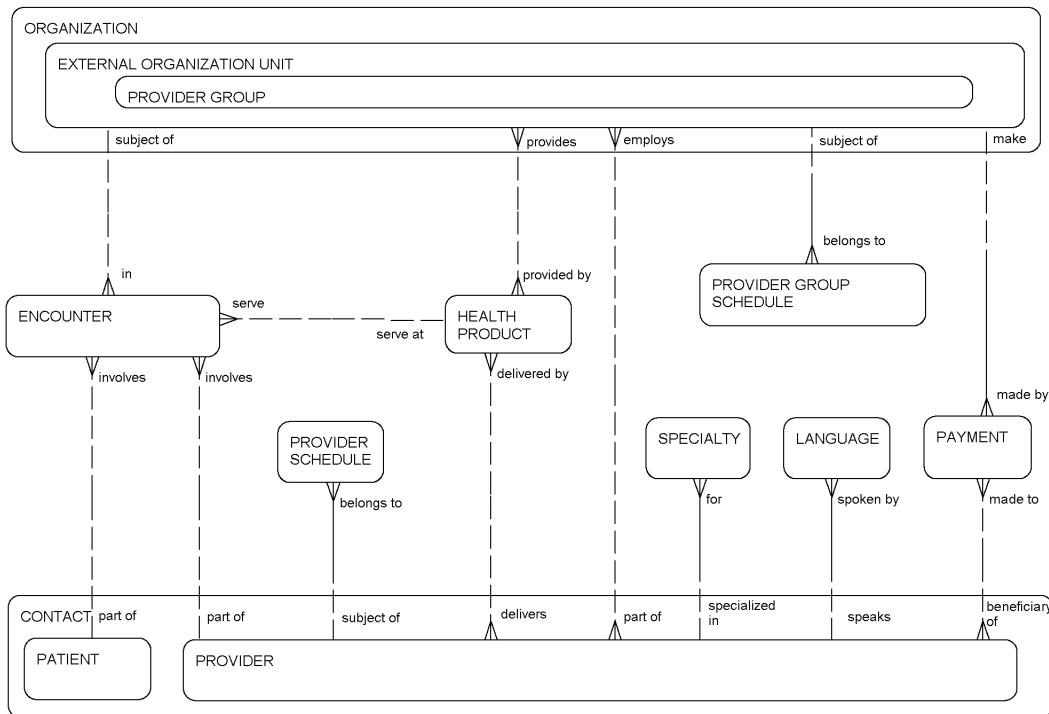 ORGANIZATION
EXTERNAL ORGANIZATION UNIT
PROVIDER GROUP
subject of
provides
employs
subject of
make
belongs to
in
provided by
PROVIDER GROUP
SCHEDULE
serve
ENCOUNTER
HEALTH
PRODUCT
serve at
involves
involves
delivered by
made by
PROVIDER
SCHEDULE
SPECIALTY
LANGUAGE
PAYMENT
belongs to
for
spoken by
made to
CONTACT
part of
part of
subject of
delivers
part of
specialized
in
speaks
beneficiary
of
PATIENT
PROVIDER